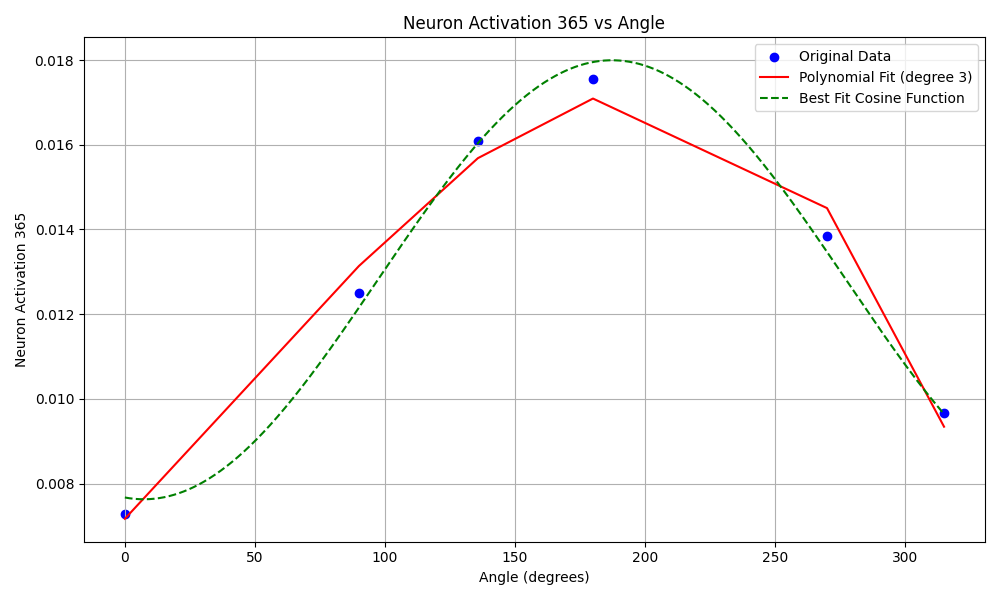 Neuron Activation 365 vs Angle
Original Data
Polynomial Fit (degree 3)
Best Fit Cosine Function
0.018
0.016
0.014
0.012
0.010
0.008
Neuron Activation 365
0 50 100 150 200 250 300
Angle (degrees)